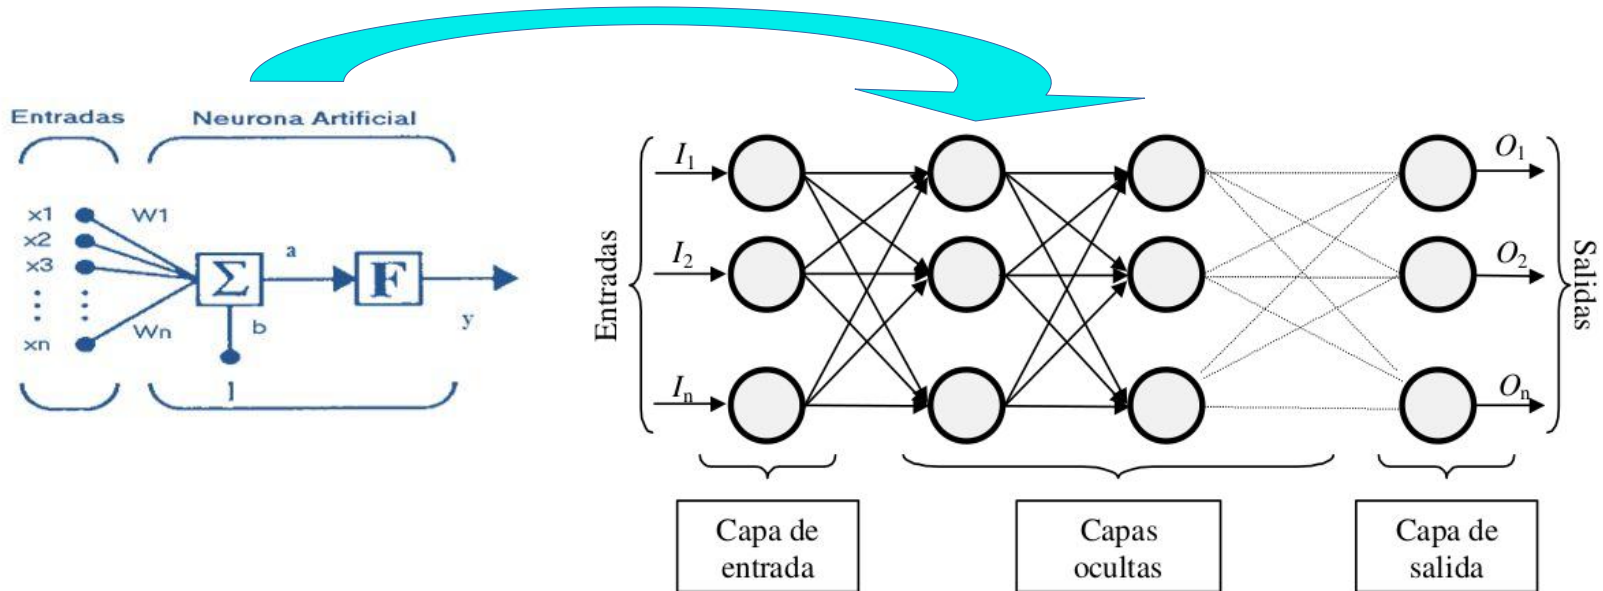 Entradas
Neurona Artificial
x1
W1
x2
x3
a
Σ
F
Wn
b
y
xn
1
Entradas
I1
I2
In
O1
O2
On
Salidas
Capa de
entrada
Capas
ocultas
Capa de
salida